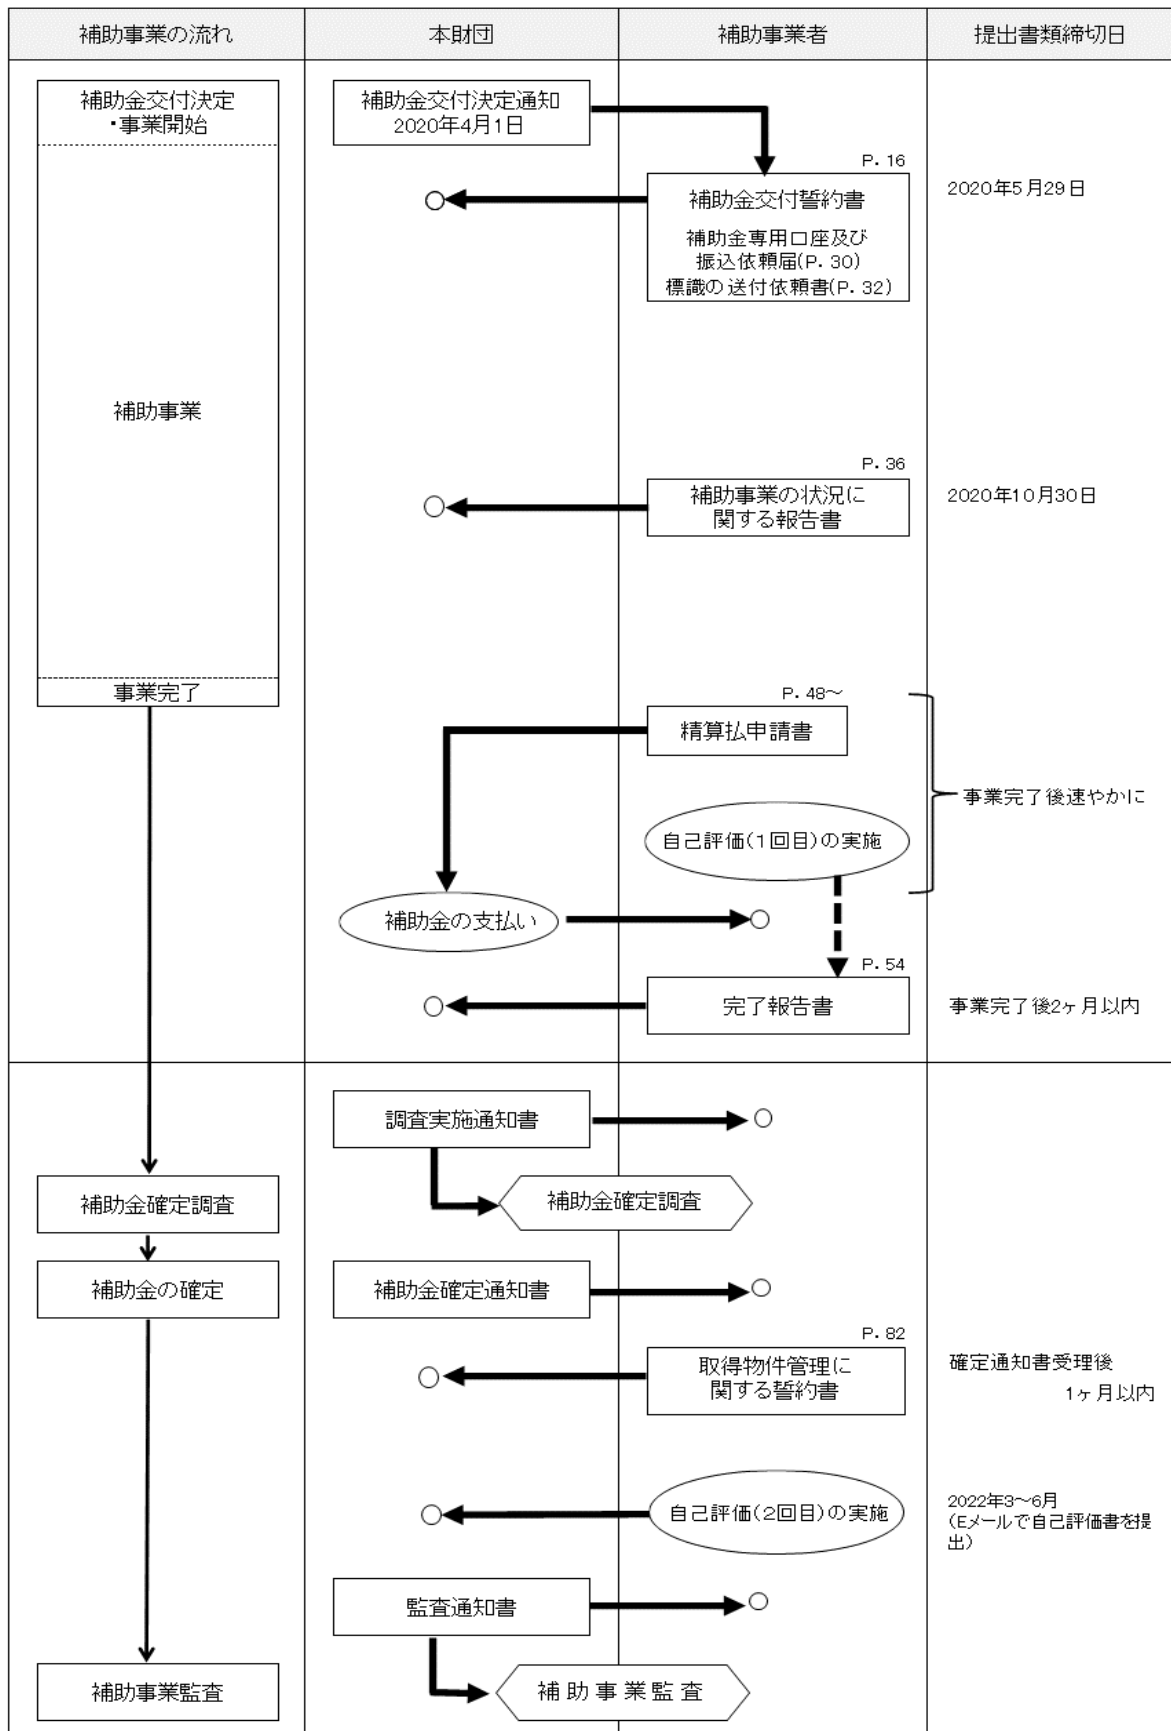 補助事業の流れ
本財団
補助事業者
提出書類締切日
補助金交付決定
・事業開始
補助金交付決定通知
2020年4月1日
P.16
補助金交付誓約書
補助金専用口座及び
振込依頼届(P.30)
標識の送付依頼書(P.32)
2020年5月29日
補助事業
P.36
補助事業の状況に
関する報告書
2020年10月30日
事業完了
P.48～
精算払申請書
事業完了後速やかに
自己評価(1回目)の実施
補助金の支払い
P.54
完了報告書
事業完了後2ヶ月以内
調査実施通知書
補助金確定調査
補助金確定調査
補助金の確定
補助金確定通知書
P.82
取得物件管理に
関する誓約書
確定通知書受理後
1ヶ月以内
自己評価(2回目)の実施
2022年3～6月
(Eメールで自己評価書を提
出)
監査通知書
補助事業監査
補助事業監査